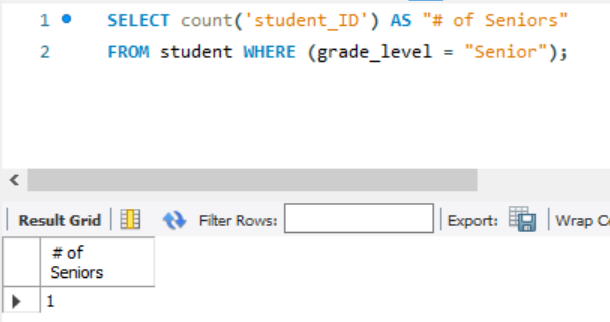 1 SELECT count('student_ID') AS "# of Seniors"
2 FROM student WHERE (grade_level = "Senior");
Result Grid Filter Rows: Export: Wrap C
# of
Seniors
1